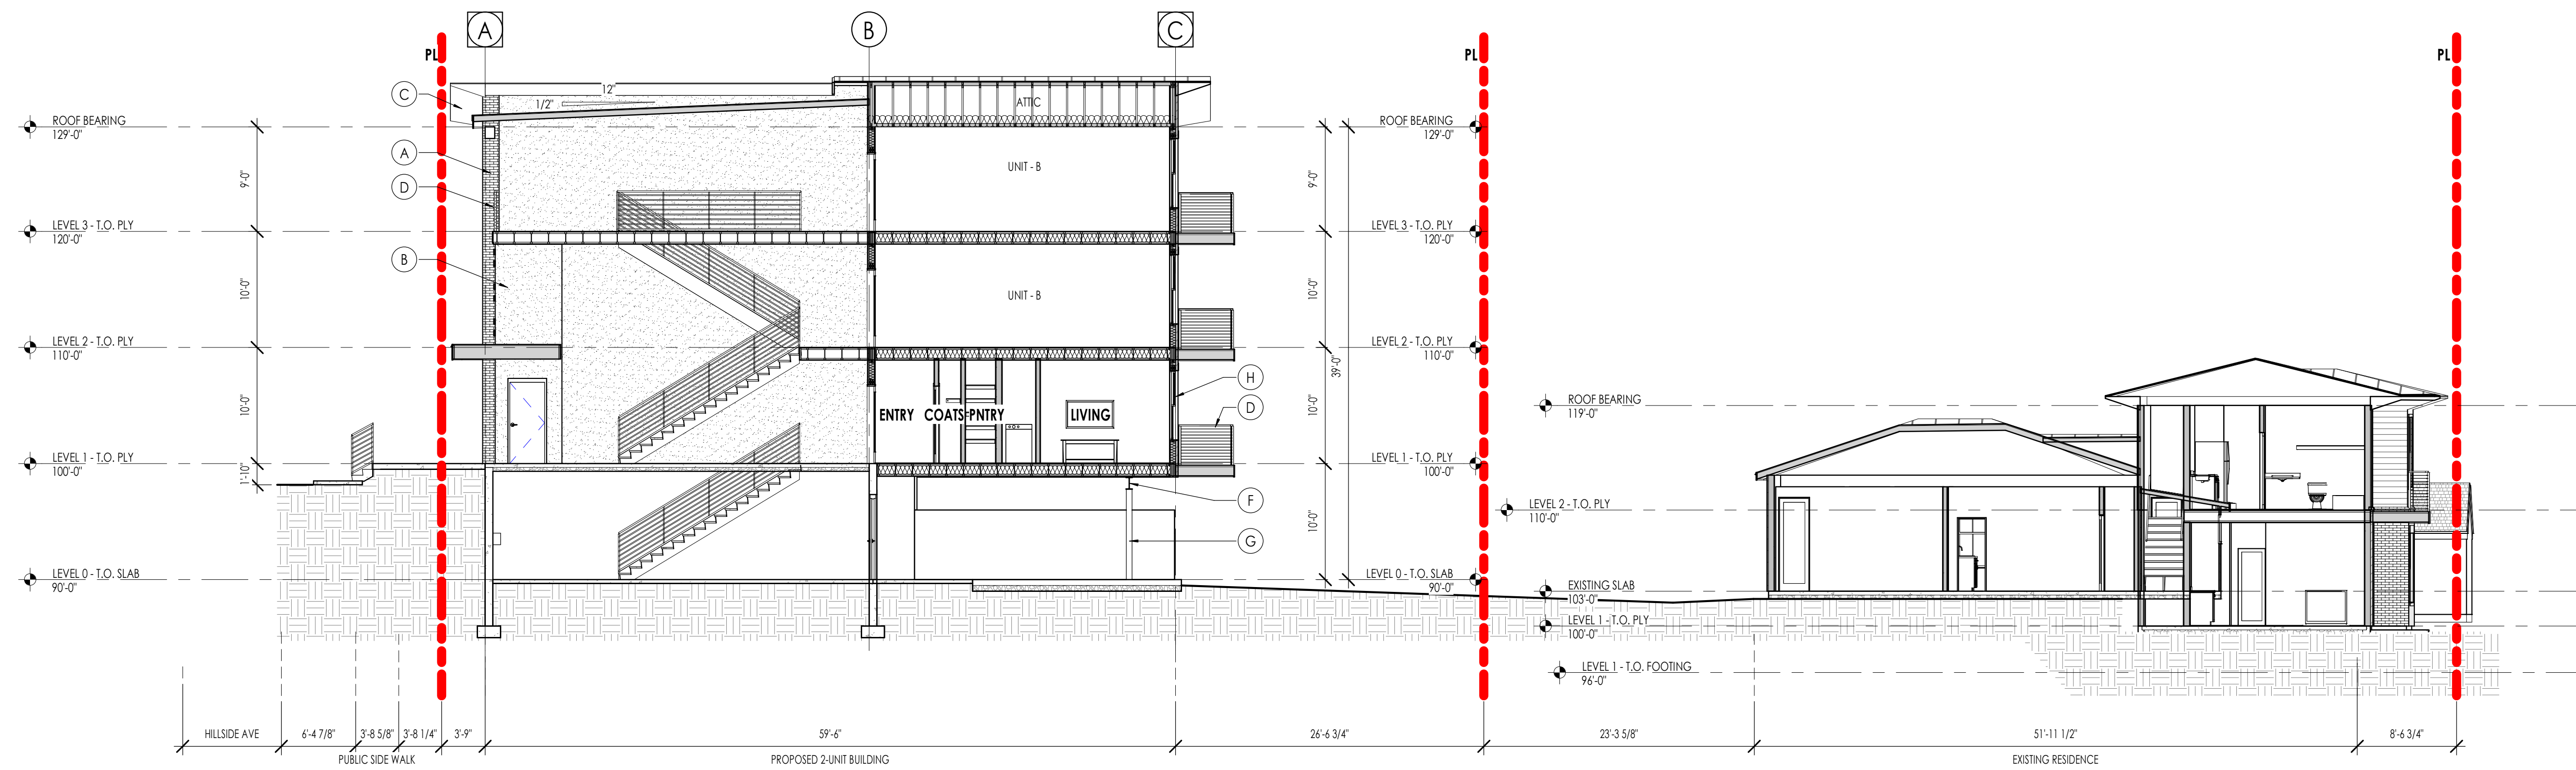 A
B
C
PL
PL
PL
C
12"
1/2"
ATTIC
ROOF BEARING
129'-0"
ROOF BEARING
129'-0"
A
9'-0"
D
UNIT - B
9'-0"
LEVEL 3 - T.O. PLY
120'-0"
LEVEL 3 - T.O. PLY
120'-0"
B
10'-0"
UNIT - B
10'-0"
LEVEL 2 - T.O. PLY
110'-0"
LEVEL 2 - T.O. PLY
110'-0"
39'-0"
H
10'-0"
ENTRY COATS PNTRY LIVING
D
10'-0"
ROOF BEARING
119'-0"
LEVEL 1 - T.O. PLY
100'-0"
1'-10"
LEVEL 1 - T.O. PLY
100'-0"
F
LEVEL 2 - T.O. PLY
110'-0"
G
10'-0"
LEVEL 0 - T.O. SLAB
90'-0"
LEVEL 0 - T.O. SLAB
90'-0"
EXISTING SLAB
103'-0"
LEVEL 1 - T.O. PLY
100'-0"
LEVEL 1 - T.O. FOOTING
96'-0"
HILLSIDE AVE
6'-4 7/8"
3'-8 5/8"
3'-8 1/4"
3'-9"
59'-6"
26'-6 3/4"
23'-3 5/8"
51'-11 1/2"
8'-6 3/4"
PUBLIC SIDE WALK
PROPOSED 2-UNIT BUILDING
EXISTING RESIDENCE